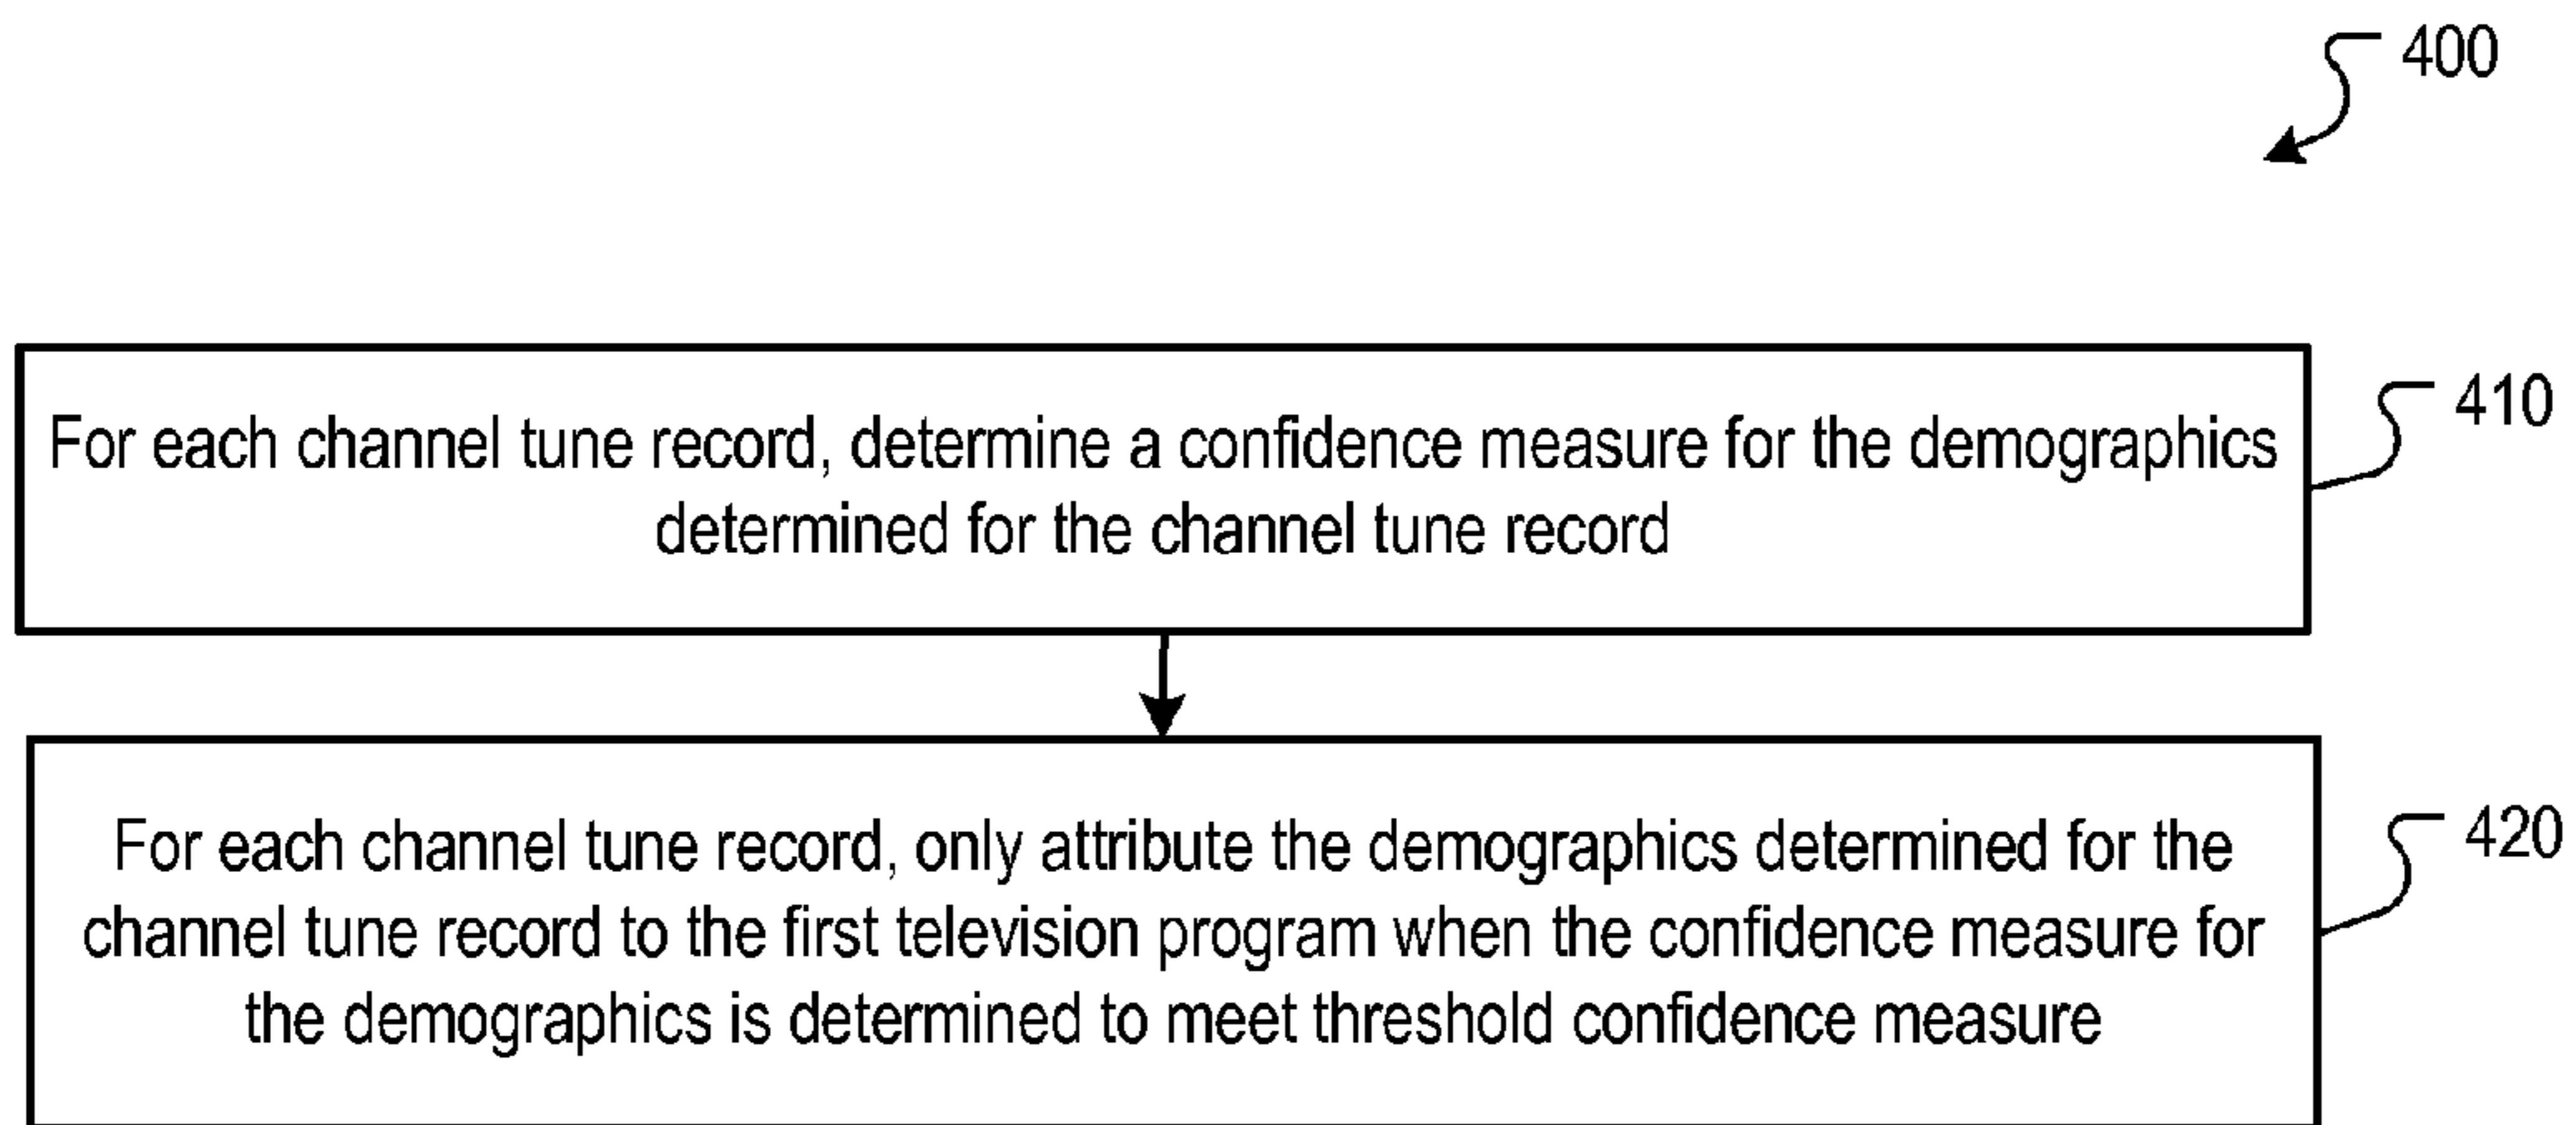 400
For each channel tune record, determine a confidence measure for the demographics
determined for the channel tune record
410
For each channel tune record, only attribute the demographics determined for the
channel tune record to the first television program when the confidence measure for
the demographics is determined to meet threshold confidence measure
420